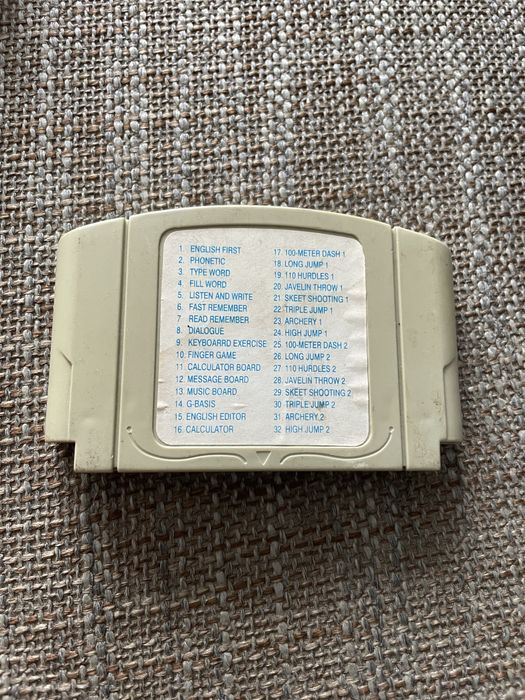 1. ENGLISH FIRST
2. PHONETIC
3. TYPE WORD
4. FILL WORD
5. LISTEN AND WRITE
6. FAST REMEMBER
7. READ REMEMBER
8. DIALOGUE
9. KEYBOARRD EXERCISE
10. FINGER GAME
11. CALCULATOR BOARD
12. MESSAGE BOARD
13. MUSIC BOARD
14. G-BASIS
15. ENGLISH EDITOR
16. CALCULATOR
17. 100-METER DASH 1
18. LONG JUMP 1
19. 110 HURDLES 1
20. JAVELIN THROW 1
21. SKEET SHOOTING 1
22. TRIPLE JUMP 1
23. ARCHERY 1
24. HIGH JUMP 1
25. 100-METER DASH 2
26. LONG JUMP 2
27. 110 HURDLES 2
28. JAVELIN THROW 2
29. SKEET SHOOTING 2
30. TRIPLE JUMP 2
31. ARCHERY 2
32. HIGH JUMP 2